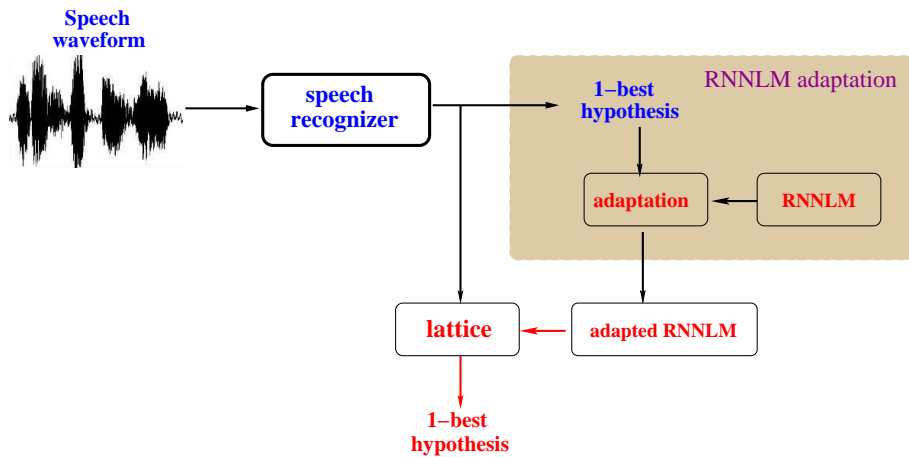 Speech
waveform
speech
recognizer
RNNLM adaptation
1−best
hypothesis
adaptation
RNNLM
lattice
adapted RNNLM
1−best
hypothesis